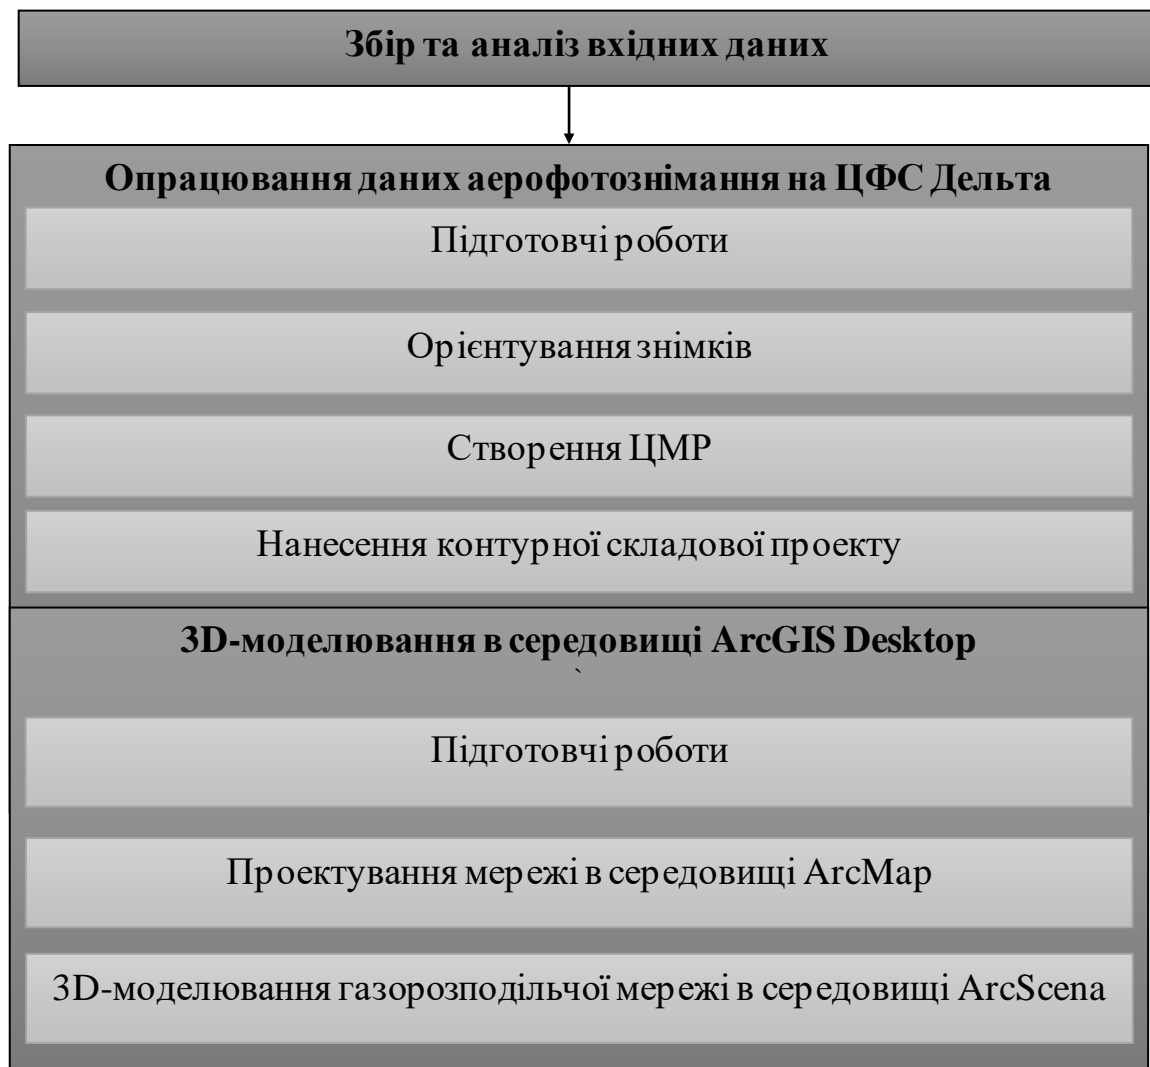 Збір та аналіз вхідних даних
Опрацювання даних аерофотознімання на ЦФС Дельта
Підготовчі роботи
Орієнтування знімків
Створення ЦМР
Нанесення контурної складової проекту
3D-моделювання в середовищі ArcGIS Desktop
`
Підготовчі роботи
Проектування мережі в середовищі ArcMap
3D-моделювання газорозподільчої мережі в середовищі ArcScena